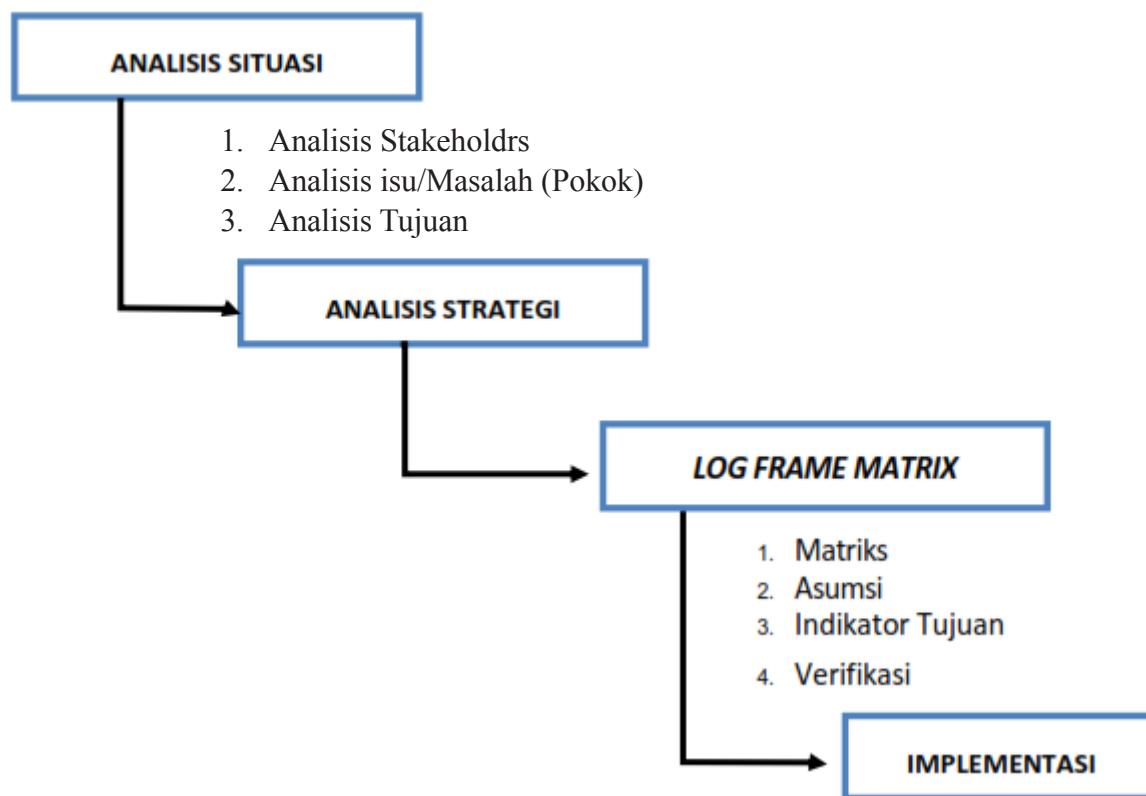 ANALISIS SITUASI
1. Analisis Stakeholdrs
2. Analisis isu/Masalah (Pokok)
3. Analisis Tujuan
ANALISIS STRATEGI
LOG FRAME MATRIX
1. Matriks
2. Asumsi
3. Indikator Tujuan
4. Verifikasi
IMPLEMENTASI